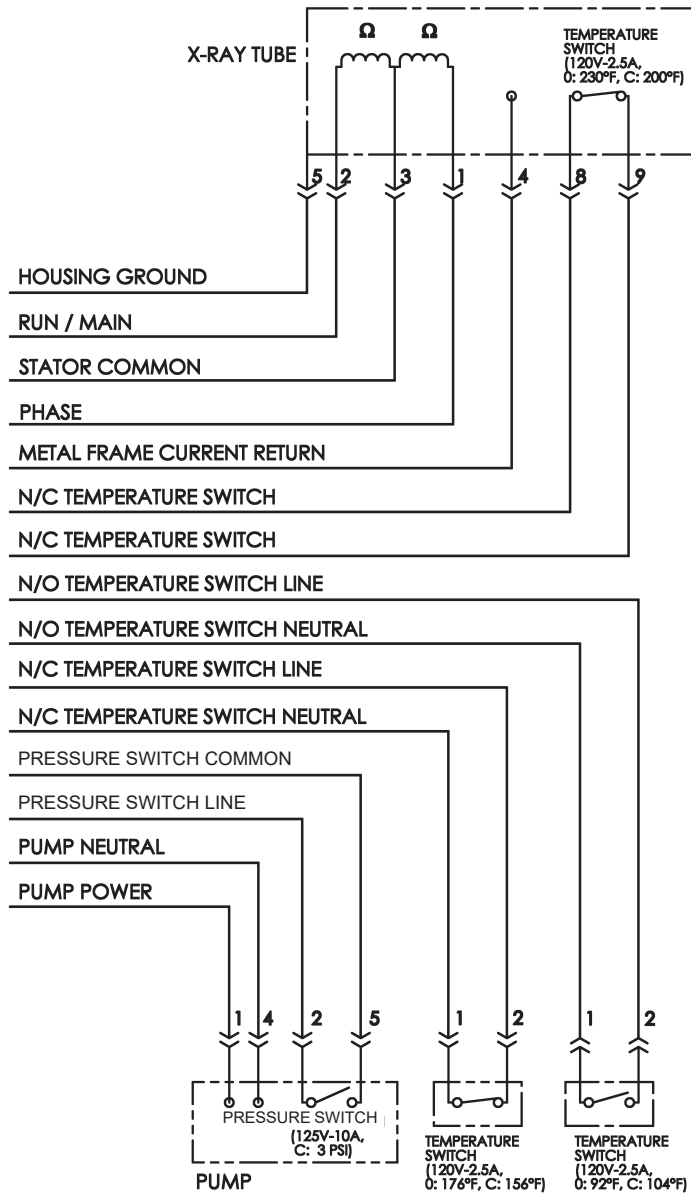 Ω Ω
TEMPERATURE
SWITCH
(120V-2.5A,
0: 230°F, C: 200°F)
X-RAY TUBE
5 2 3 1 4 8 9
HOUSING GROUND
RUN / MAIN
STATOR COMMON
PHASE
METAL FRAME CURRENT RETURN
N/C TEMPERATURE SWITCH
N/C TEMPERATURE SWITCH
N/O TEMPERATURE SWITCH LINE
N/O TEMPERATURE SWITCH NEUTRAL
N/C TEMPERATURE SWITCH LINE
N/C TEMPERATURE SWITCH NEUTRAL
PRESSURE SWITCH COMMON
PRESSURE SWITCH LINE
PUMP NEUTRAL
PUMP POWER
1 4 2 5 1 2 1 2
PRESSURE SWITCH
(125V-10A,
C: 3 PSI)
PUMP
TEMPERATURE
SWITCH
(120V-2.5A,
0: 176°F, C: 156°F)
TEMPERATURE
SWITCH
(120V-2.5A,
0: 92°F, C: 104°F)